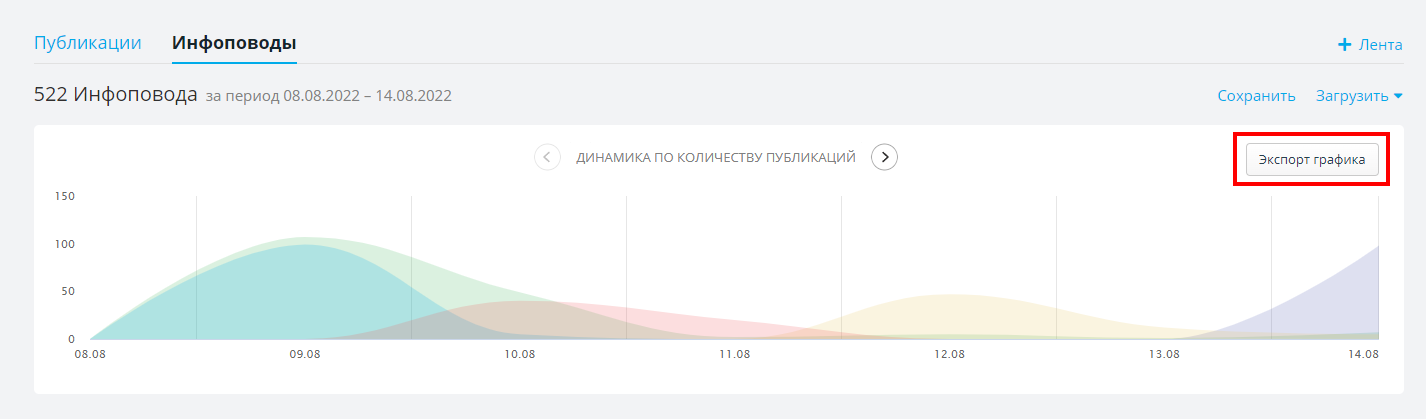 Публикации Инфоповоды + Лента
522 Инфоповода за период 08.08.2022 – 14.08.2022 Сохранить Загрузить
ДИНАМИКА ПО КОЛИЧЕСТВУ ПУБЛИКАЦИЙ Экспорт графика
150
100
50
0
08.08 09.08 10.08 11.08 12.08 13.08 14.08